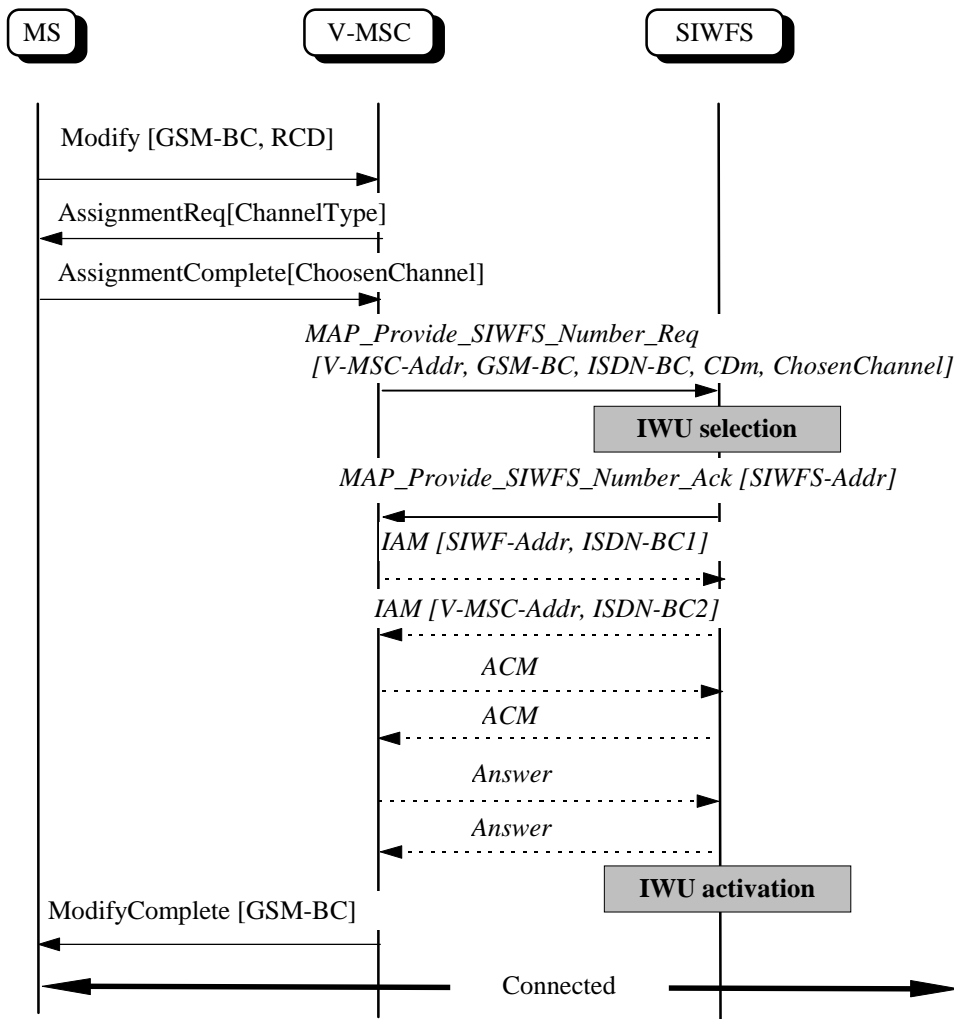 MS
V-MSC
SIWFS
Modify [GSM-BC, RCD]
AssignmentReq[ChannelType]
AssignmentComplete[ChoosenChannel]
MAP_Provide_SIWFS_Number_Req
[V-MSC-Addr, GSM-BC, ISDN-BC, CDm, ChosenChannel]
IWU selection
MAP_Provide_SIWFS_Number_Ack [SIWFS-Addr]
IAM [SIWF-Addr, ISDN-BC1]
IAM [V-MSC-Addr, ISDN-BC2]
ACM
ACM
Answer
Answer
IWU activation
ModifyComplete [GSM-BC]
Connected